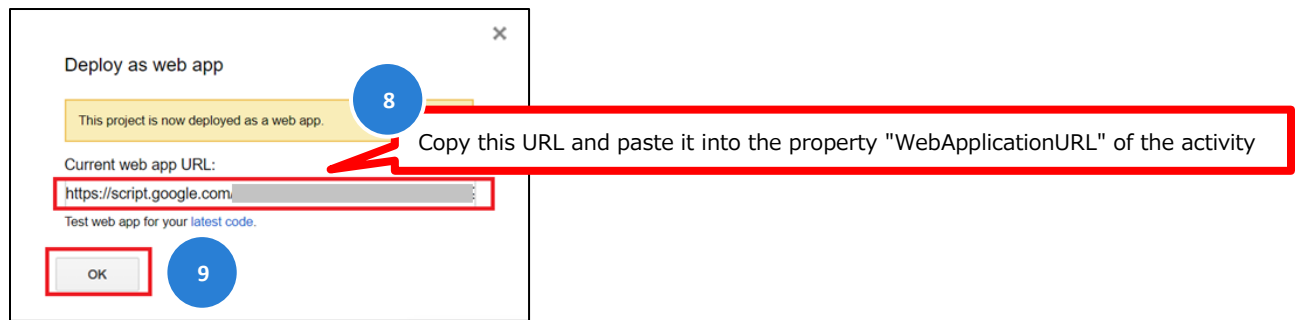 ×
Deploy as web app
8
This project is now deployed as a web app.
Copy this URL and paste it into the property "WebApplicationURL" of the activity
Current web app URL:
https://script.google.com/
Test web app for your latest code.
OK
9